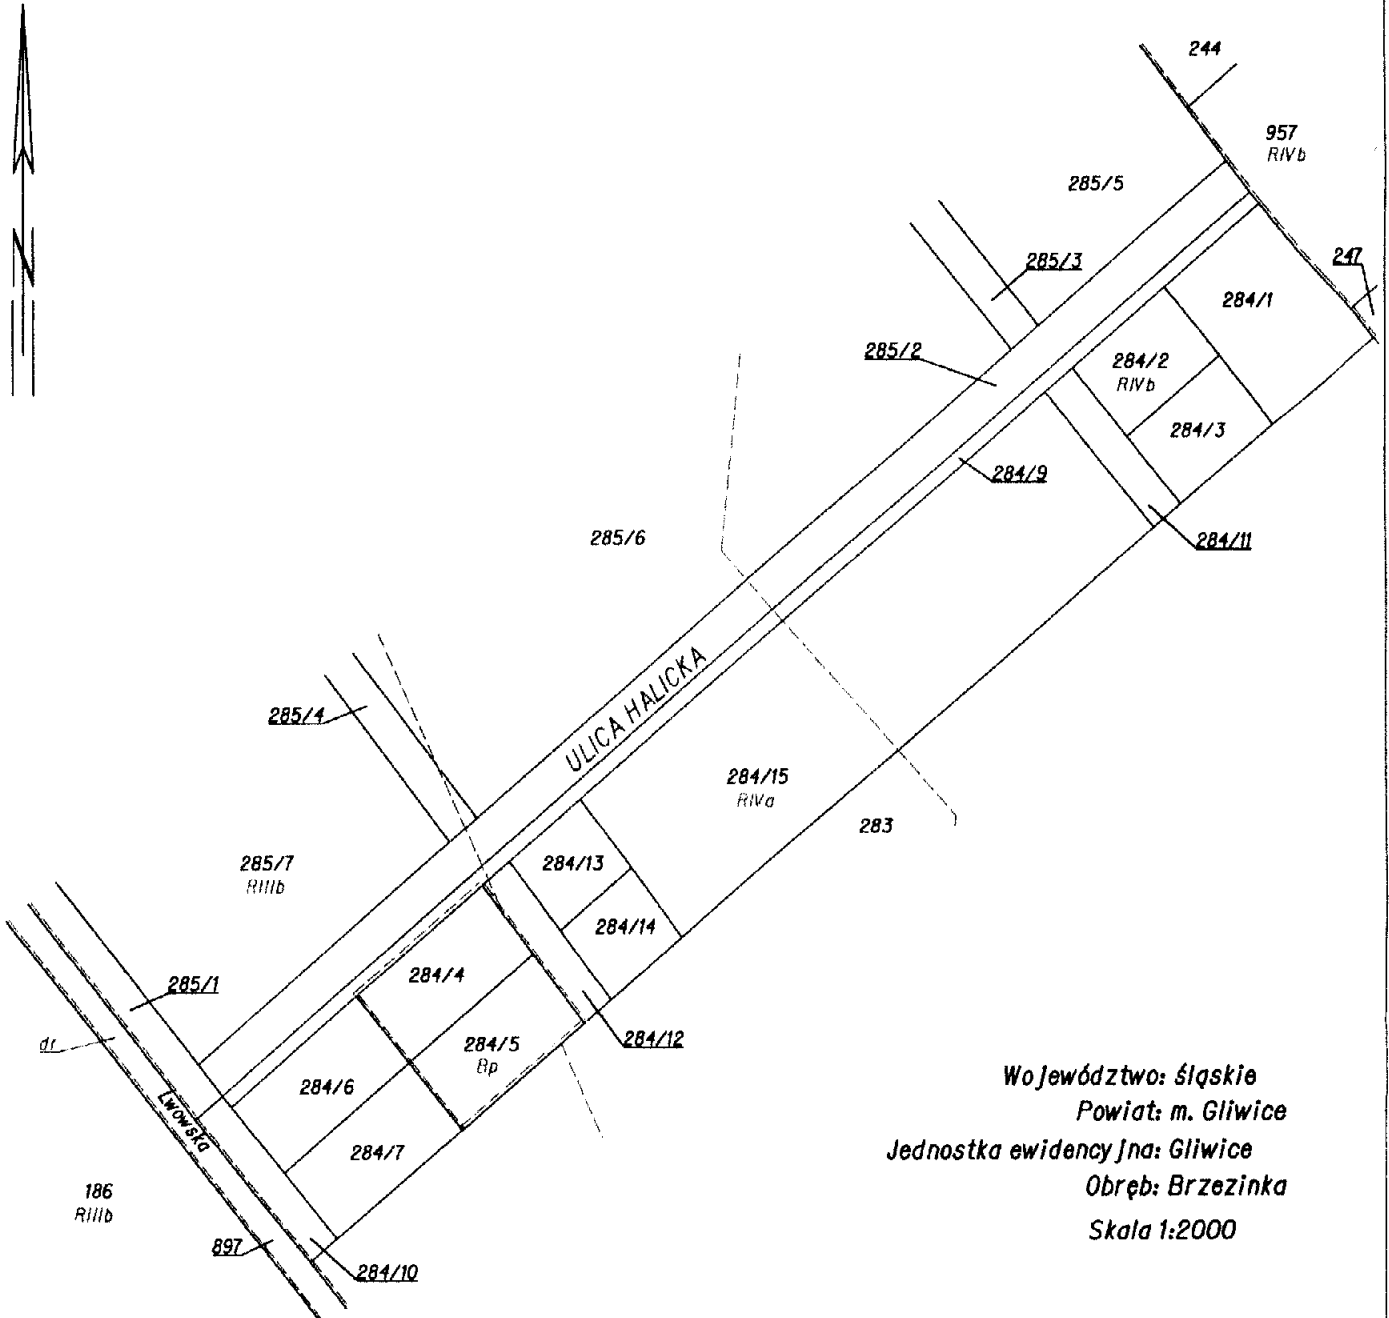 244
957
RIVb
285/5
247
285/3
284/1
285/2
284/2
RIVb
284/3
284/9
284/11
285/6
ULICA HALICKA
285/4
284/15
RIVa
283
285/7
RIIIb
284/13
284/14
284/4
285/1
dr
284/5
Bp
284/12
284/6
Lwowska
284/7
186
RIIIb
897
284/10
Województwo: śląskie
Powiat: m. Gliwice
Jednostka ewidencyjna: Gliwice
Obręb: Brzezinka
Skala 1:2000
N